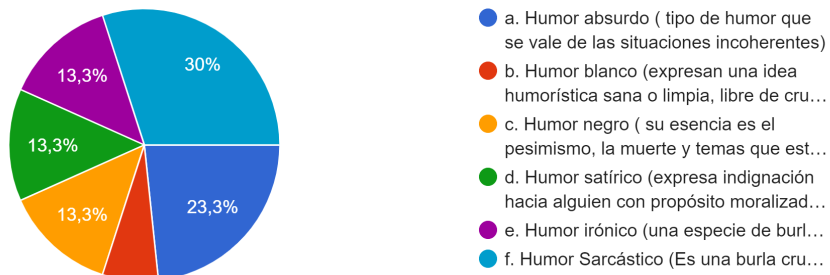 30%
13,3%
13,3%
13,3%
23,3%
a. Humor absurdo ( tipo de humor que
se vale de las situaciones incoherentes)
b. Humor blanco (expresan una idea
humorística sana o limpia, libre de cru…
c. Humor negro ( su esencia es el
pesimismo, la muerte y temas que est…
d. Humor satírico (expresa indignación
hacia alguien con propósito moralizad…
e. Humor irónico (una especie de burl…
f. Humor Sarcástico (Es una burla cru…